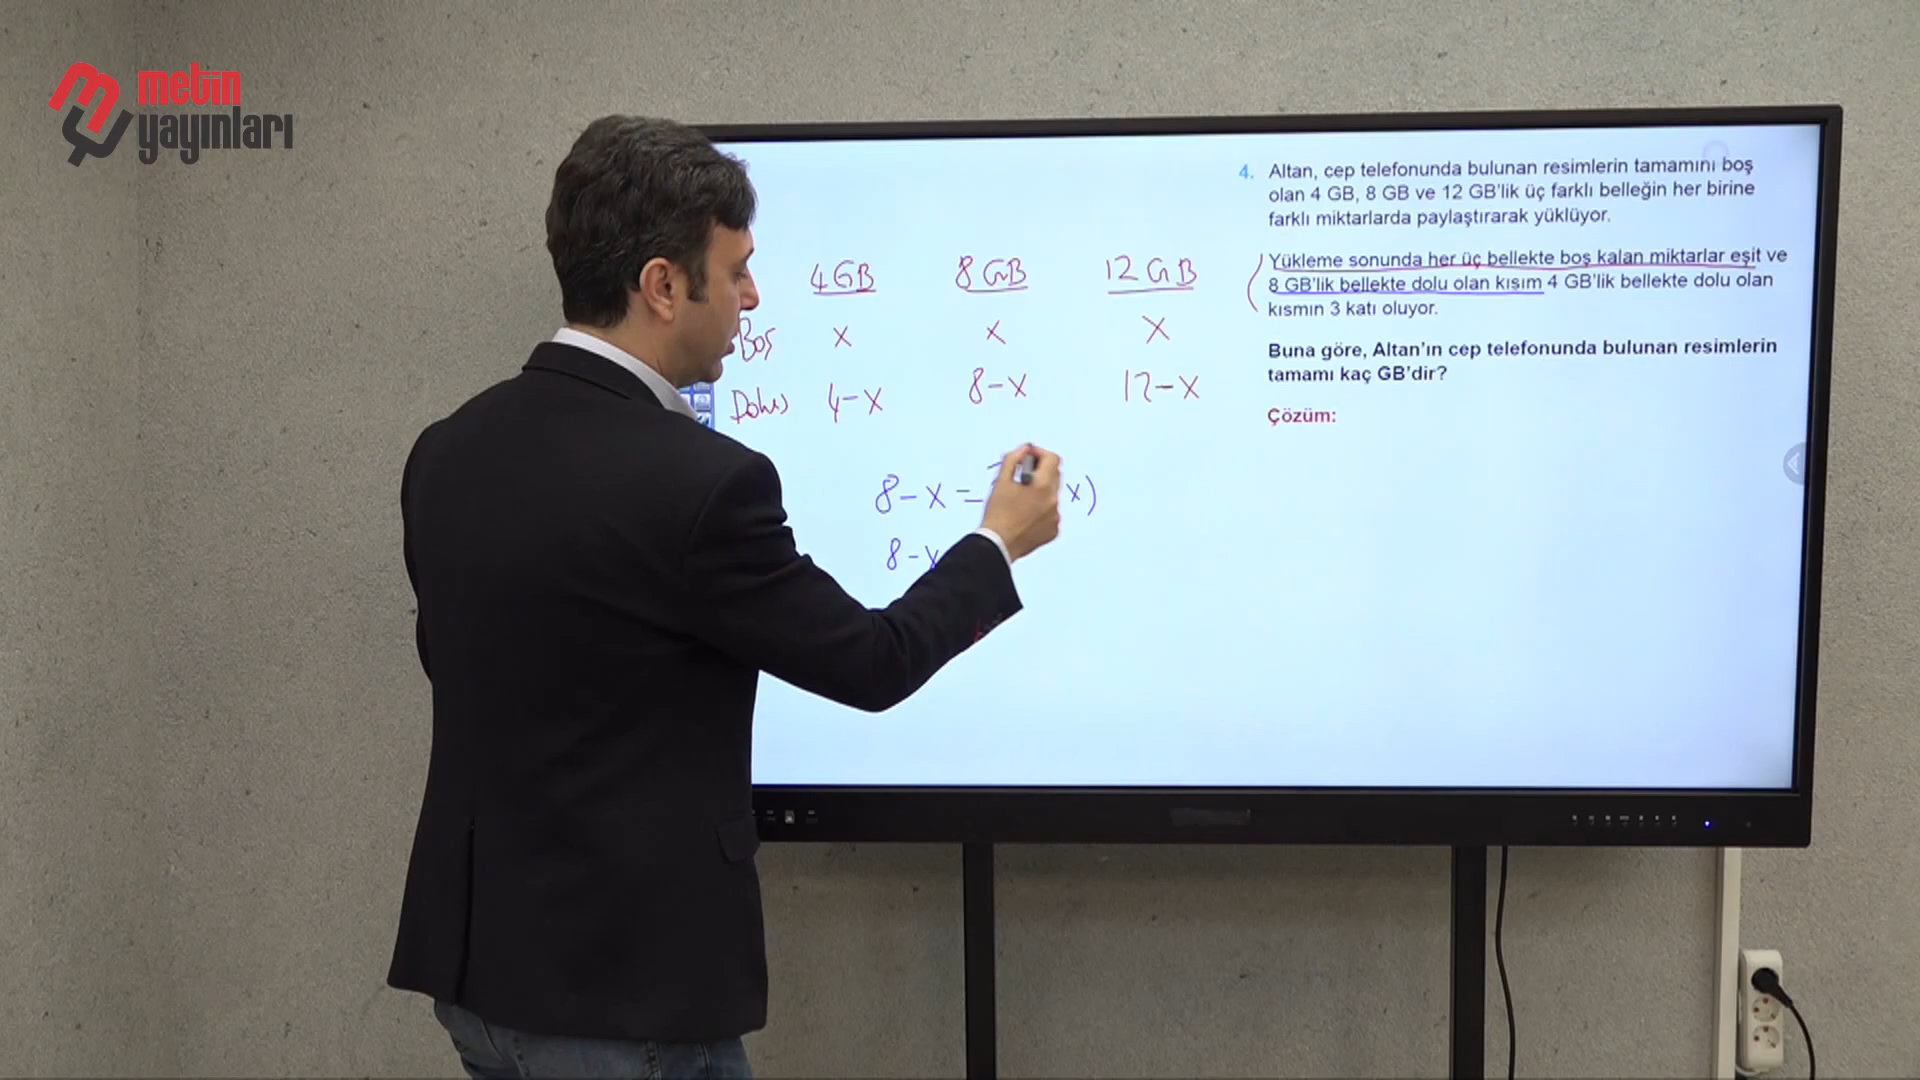 metin
yayınları
4. Altan, cep telefonunda bulunan resimlerin tamamını boş
olan 4 GB, 8 GB ve 12 GB'lik üç farklı belleğin her birine
farklı miktarlarda paylaştırarak yüklüyor.
Yükleme sonunda her üç bellekte boş kalan miktarlar eşit ve
8 GB'lik bellekte dolu olan kısım 4 GB'lik bellekte dolu olan
kısmın 3 katı oluyor.
Buna göre, Altan'ın cep telefonunda bulunan resimlerin
tamamı kaç GB'dir?
Çözüm:
4GB 8GB 12GB
Boş x x x
Dolu 4-x 8-x 12-x
8-x= x)
8-x